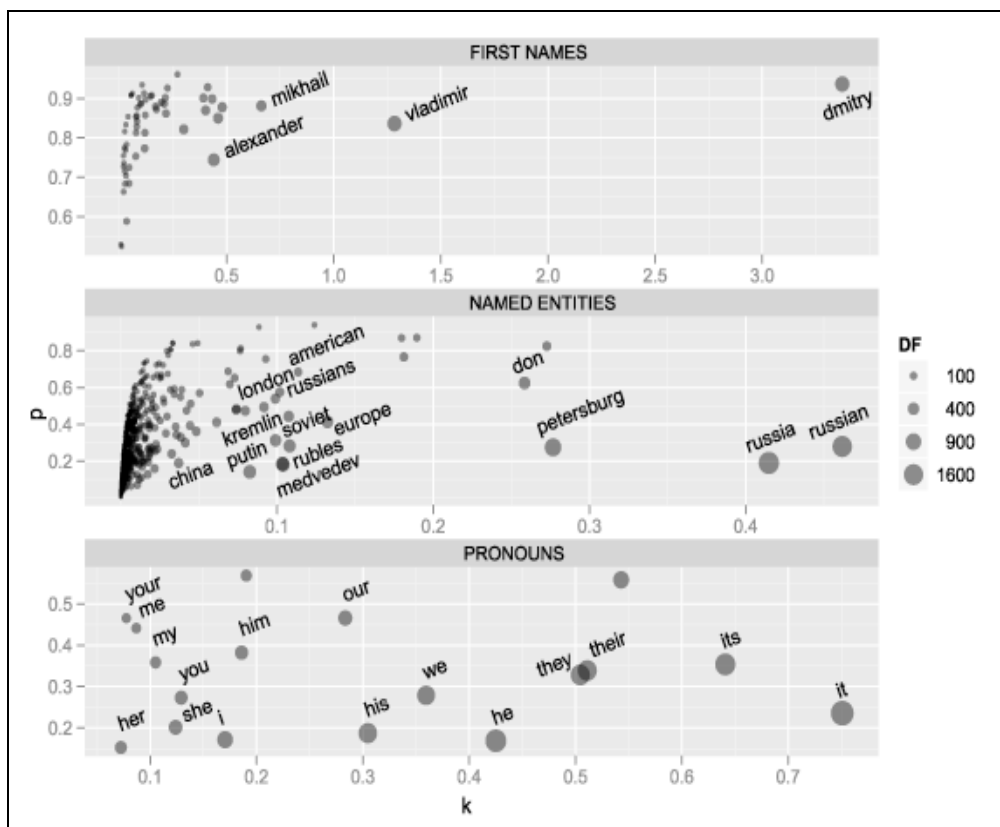 FIRST NAMES
mikhail
vladimir
dmitry
alexander
0.9
0.8
0.7
0.6
0.5 1.0 1.5 2.0 2.5 3.0
NAMED ENTITIES
american
don
london
russians
petersburg
kremlin
soviet
europe
russia
russian
china
putin
rubles
medvedev
0.8
0.6
0.4
0.2
0.1 0.2 0.3 0.4
p
DF
100
400
900
1600
PRONOUNS
your
me
my
him
our
you
we
they
their
its
her
she
i
his
he
it
0.5
0.4
0.3
0.2
0.1 0.2 0.3 0.4 0.5 0.6 0.7
k